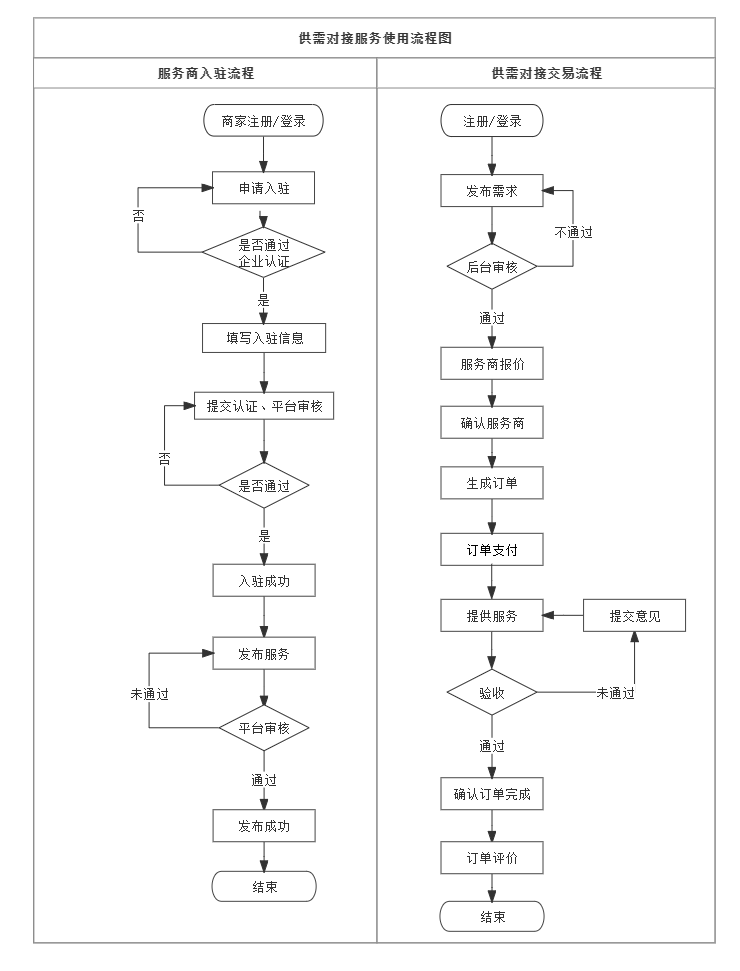 供需对接服务使用流程图
服务商入驻流程
供需对接交易流程
商家注册/登录
申请入驻
否
是否通过
企业认证
是
填写入驻信息
提交认证、平台审核
否
是否通过
是
入驻成功
发布服务
未通过
平台审核
通过
发布成功
结束
注册/登录
发布需求
不通过
后台审核
通过
服务商报价
确认服务商
生成订单
订单支付
提供服务
提交意见
验收
未通过
通过
确认订单完成
订单评价
结束